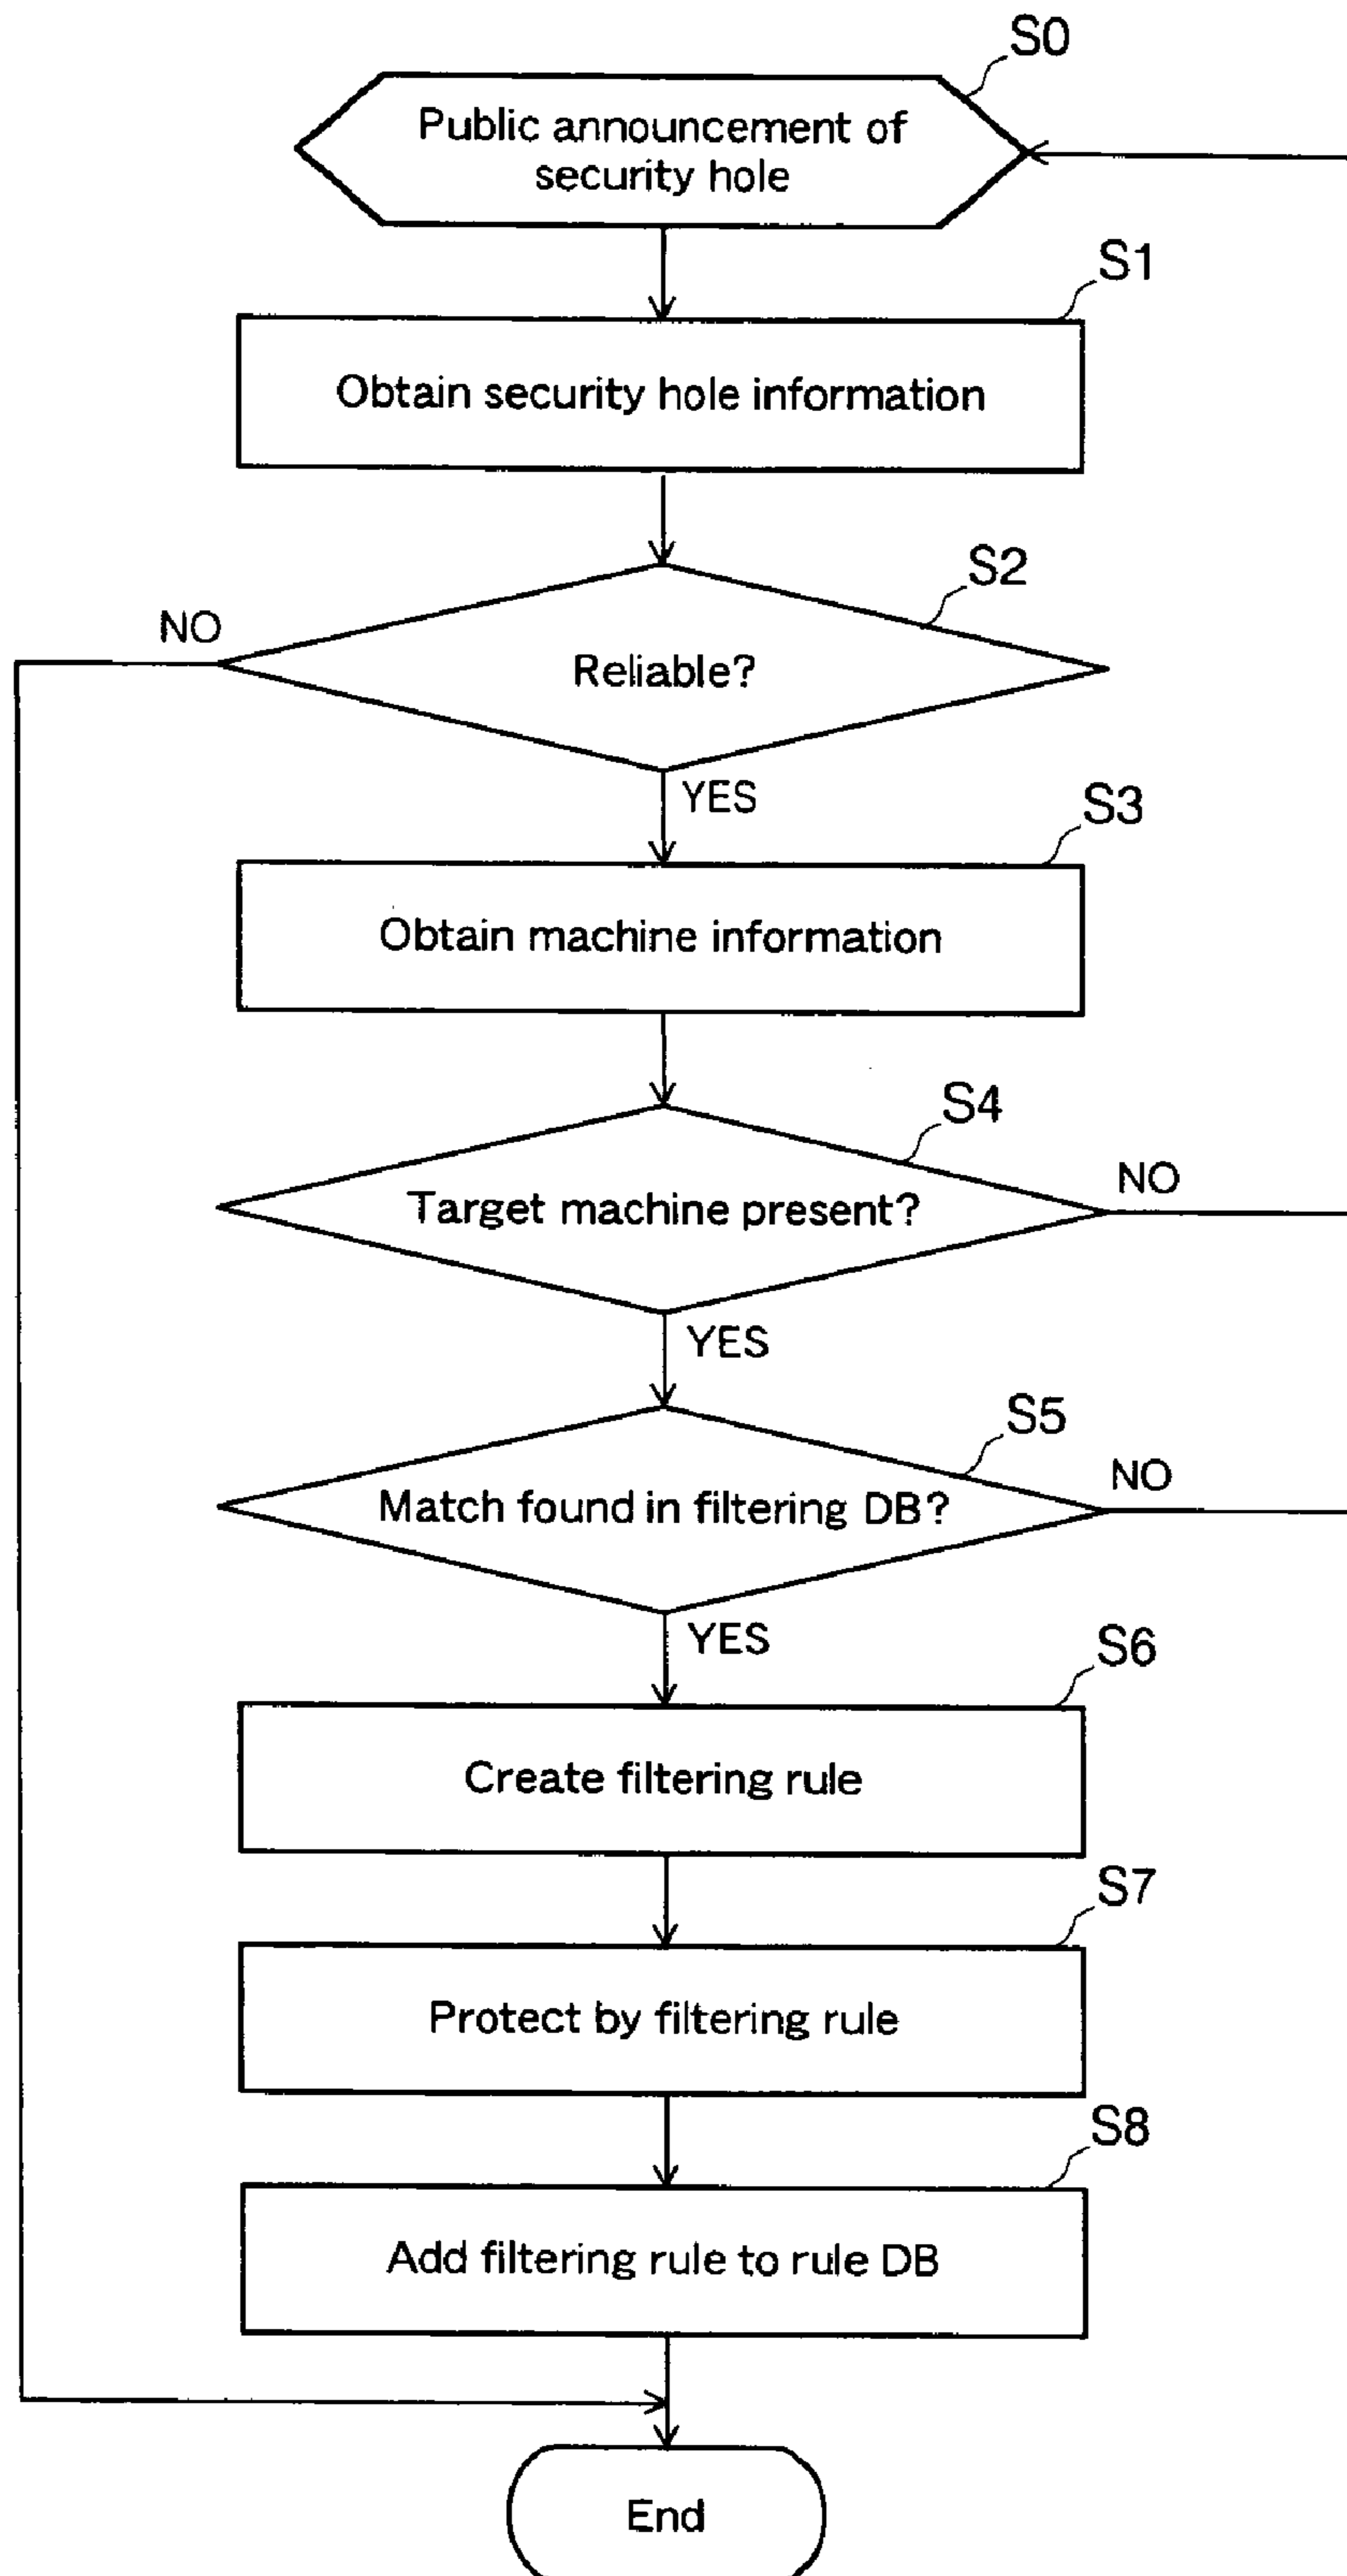 S0
Public announcement of
security hole
S1
Obtain security hole information
S2
NO
Reliable?
YES
S3
Obtain machine information
S4
NO
Target machine present?
YES
S5
NO
Match found in filtering DB?
YES
S6
Create filtering rule
S7
Protect by filtering rule
S8
Add filtering rule to rule DB
End